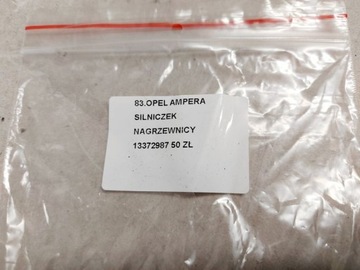 83.OPEL AMPERA
SILNICZEK
NAGRZEWNICY
13372987 50 ZL